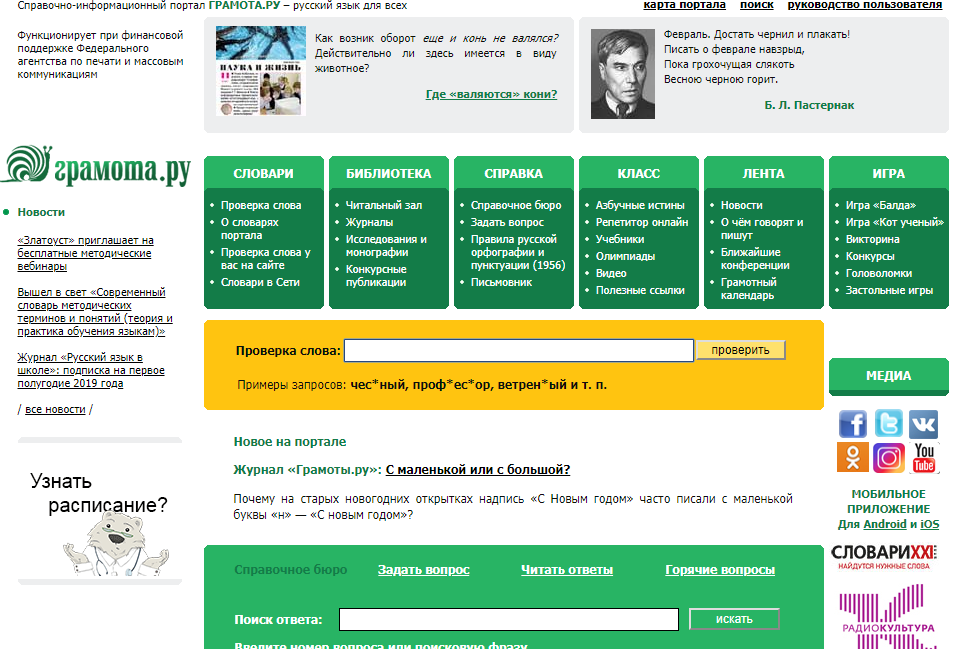 Справочно-информационный портал ГРАМОТА.РУ – русский язык для всех
карта портала поиск руководство пользователя
Функционирует при финансовой
поддержке Федерального
агентства по печати и массовым
коммуникациям
НАУКА И ЖИЗНЬ
Как возник оборот еще и конь не валялся?
Действительно ли здесь имеется в виду
животное?
Где «валяются» кони?
Февраль. Достать чернил и плакать!
Писать о феврале навзрыд,
Пока грохочущая слякоть
Весною черною горит.
Б. Л. Пастернак
грамота.ру
Новости
«Златоуст» приглашает на
бесплатные методические
вебинары
Вышел в свет «Современный
словарь методических
терминов и понятий (теория и
практика обучения языкам)»
Журнал «Русский язык в
школе»: подписка на первое
полугодие 2019 года
/ все новости /
Узнать
расписание?
СЛОВАРИ
• Проверка слова
• О словарях
портала
• Проверка слова у
вас на сайте
• Словари в Сети
БИБЛИОТЕКА
• Читальный зал
• Журналы
• Исследования и
монографии
• Конкурсные
публикации
СПРАВКА
• Справочное бюро
• Задать вопрос
• Правила русской
орфографии и
пунктуации (1956)
• Письмовник
КЛАСС
• Азбучные истины
• Репетитор онлайн
• Учебники
• Олимпиады
• Видео
• Полезные ссылки
ЛЕНТА
• Новости
• О чём говорят и
пишут
• Ближайшие
конференции
• Грамотный
календарь
ИГРА
• Игра «Балда»
• Игра «Кот ученый»
• Викторина
• Конкурсы
• Головоломки
• Застольные игры
Проверка слова: проверить
Примеры запросов: чес*ный, проф*ес*ор, ветрен*ый и т. п.
Новое на портале
Журнал «Грамоты.ру»: С маленькой или с большой?
Почему на старых новогодних открытках надпись «С Новым годом» часто писали с маленькой
буквы «н» — «С новым годом»?
Справочное бюро Задать вопрос Читать ответы Горячие вопросы
Поиск ответа: искать
Введите номер вопроса или поисковую фразу
МЕДИА
You
Tube
МОБИЛЬНОЕ
ПРИЛОЖЕНИЕ
Для Android и iOS
СЛОВАРИXXI
НАЙДУТСЯ НУЖНЫЕ СЛОВА
РАДИОКУЛЬТУРА